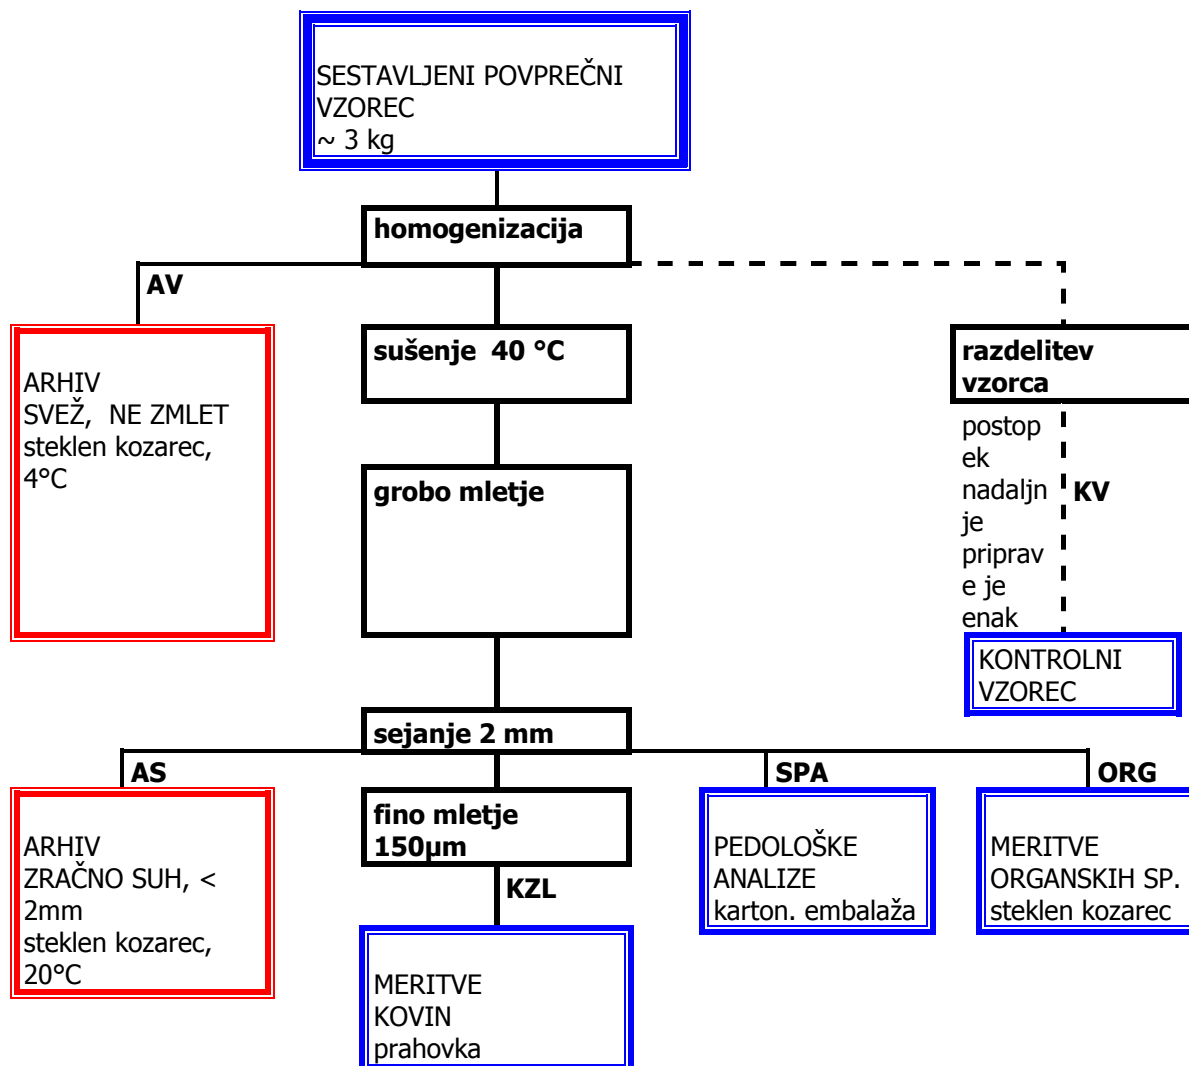 SESTAVLJENI POVPREČNI
VZOREC
~ 3 kg
homogenizacija
AV
ARHIV
SVEŽ, NE ZMLET
steklen kozarec,
4°C
sušenje 40 °C
razdelitev
vzorca
postop
ek
nadaljn
je
priprav
e je
enak
KV
grobo mletje
KONTROLNI
VZOREC
sejanje 2 mm
AS
SPA
ORG
ARHIV
ZRAČNO SUH, <
2mm
steklen kozarec,
20°C
fino mletje
150µm
KZL
PEDOLOŠKE
ANALIZE
karton. embalaža
MERITVE
ORGANSKIH SP.
steklen kozarec
MERITVE
KOVIN
prahovka